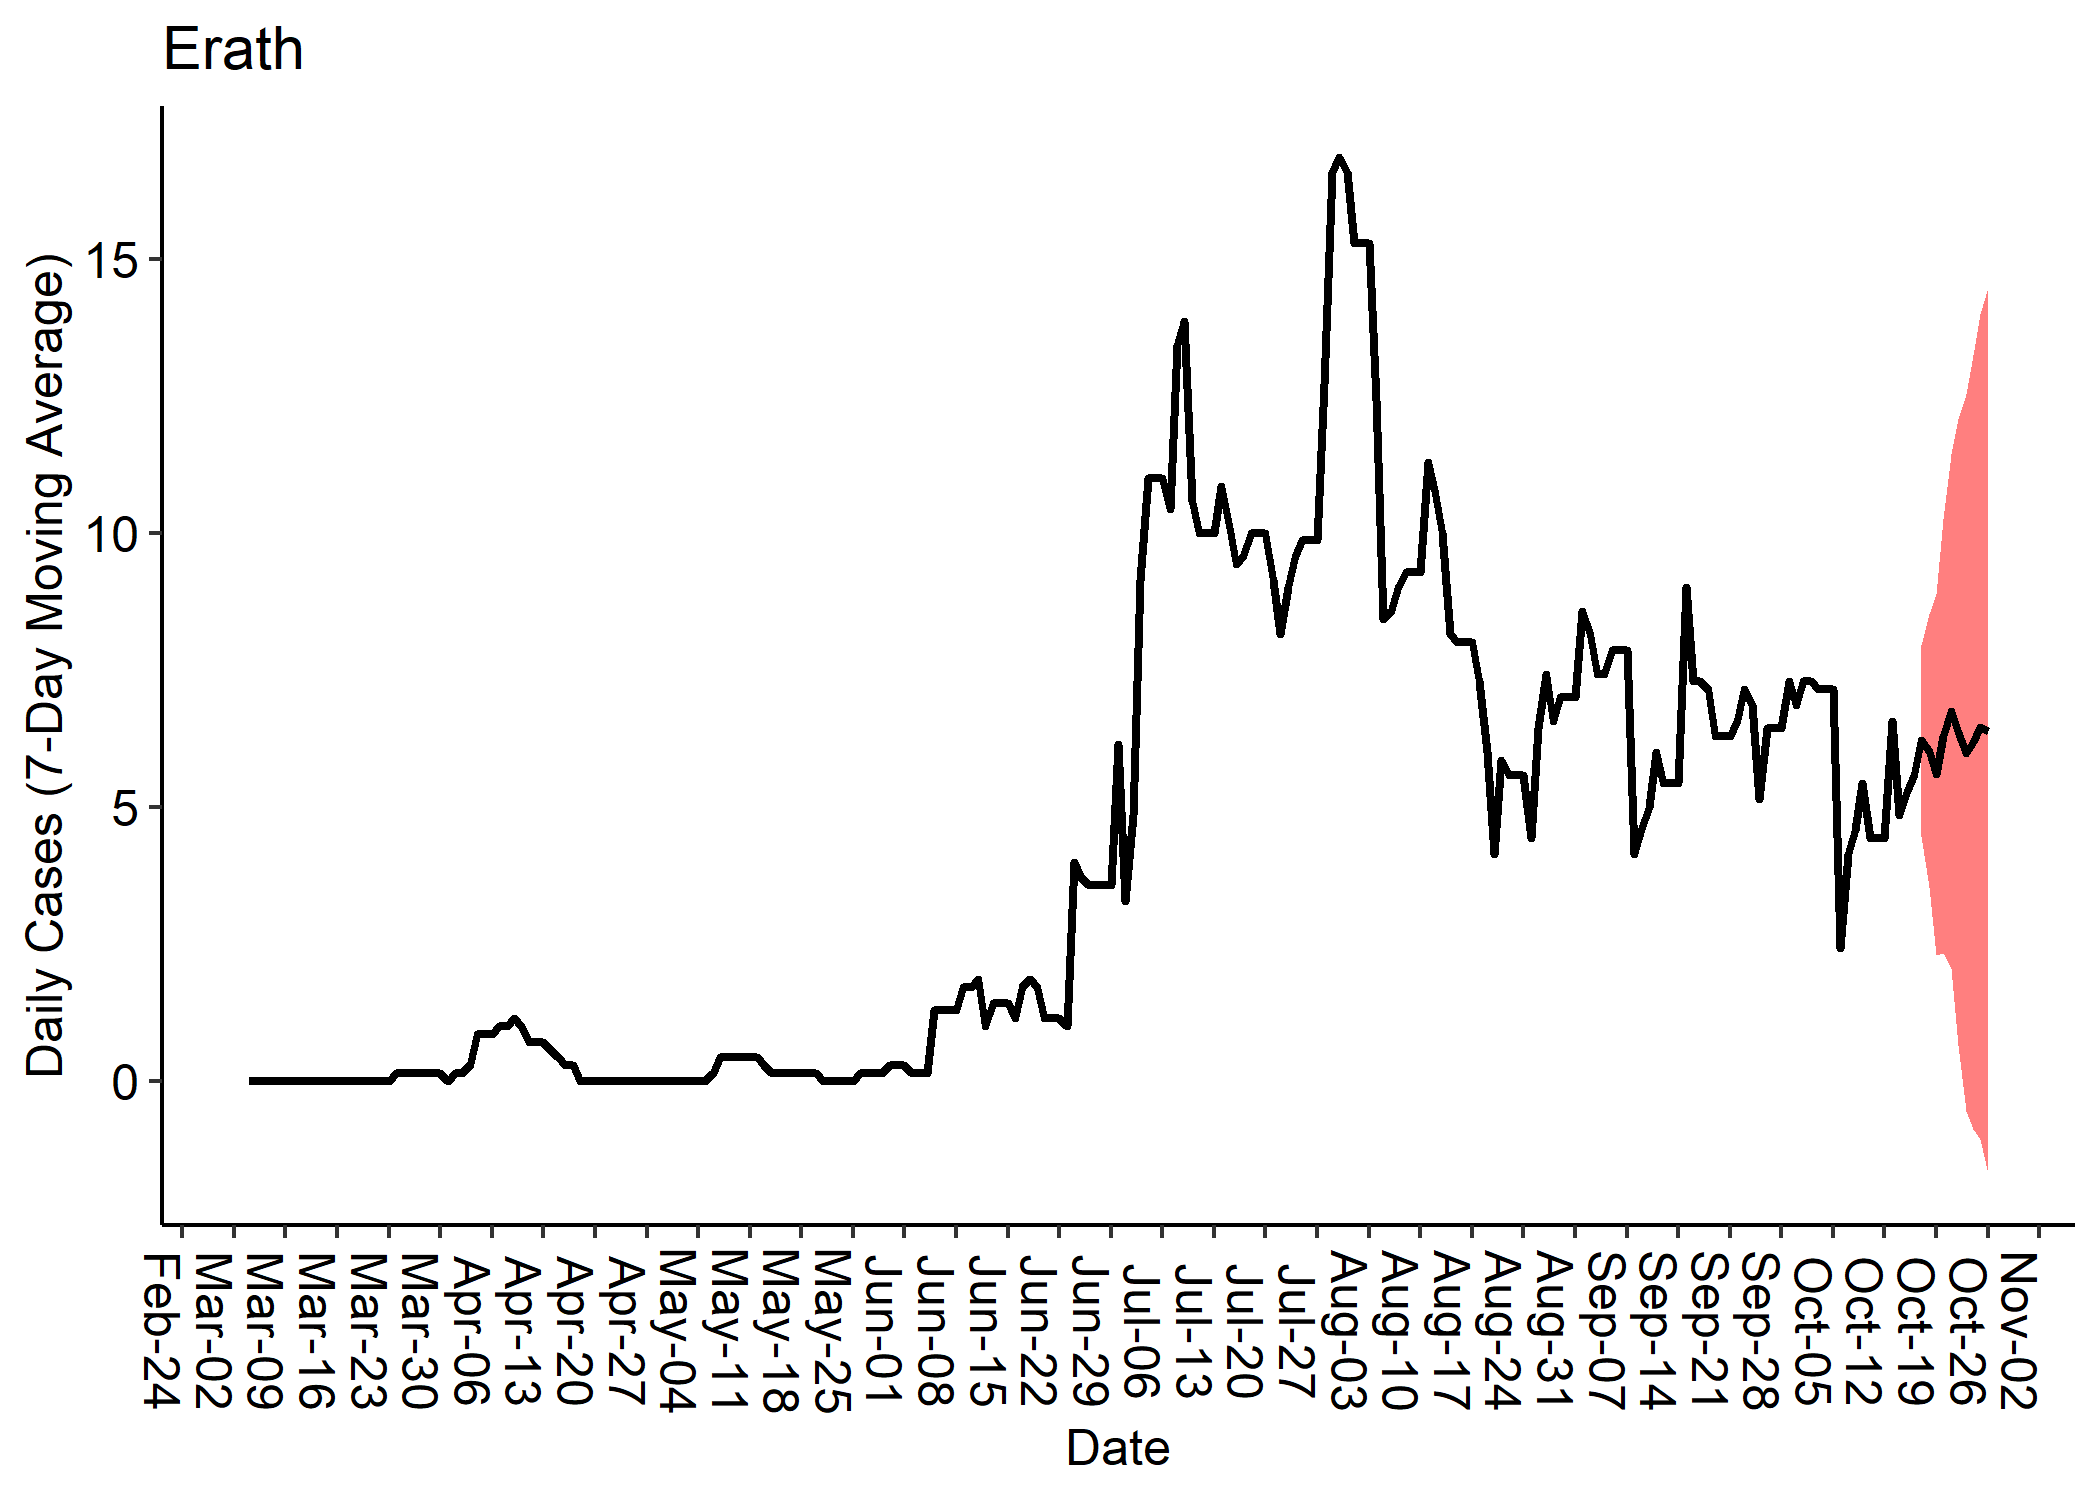 Erath
Daily Cases (7-Day Moving Average)
15
10
5
0
Feb-24
Mar-02
Mar-09
Mar-16
Mar-23
Mar-30
Apr-06
Apr-13
Apr-20
Apr-27
May-04
May-11
May-18
May-25
Jun-01
Jun-08
Jun-15
Jun-22
Jun-29
Jul-06
Jul-13
Jul-20
Jul-27
Aug-03
Aug-10
Aug-17
Aug-24
Aug-31
Sep-07
Sep-14
Sep-21
Sep-28
Oct-05
Oct-12
Oct-19
Oct-26
Nov-02
Date